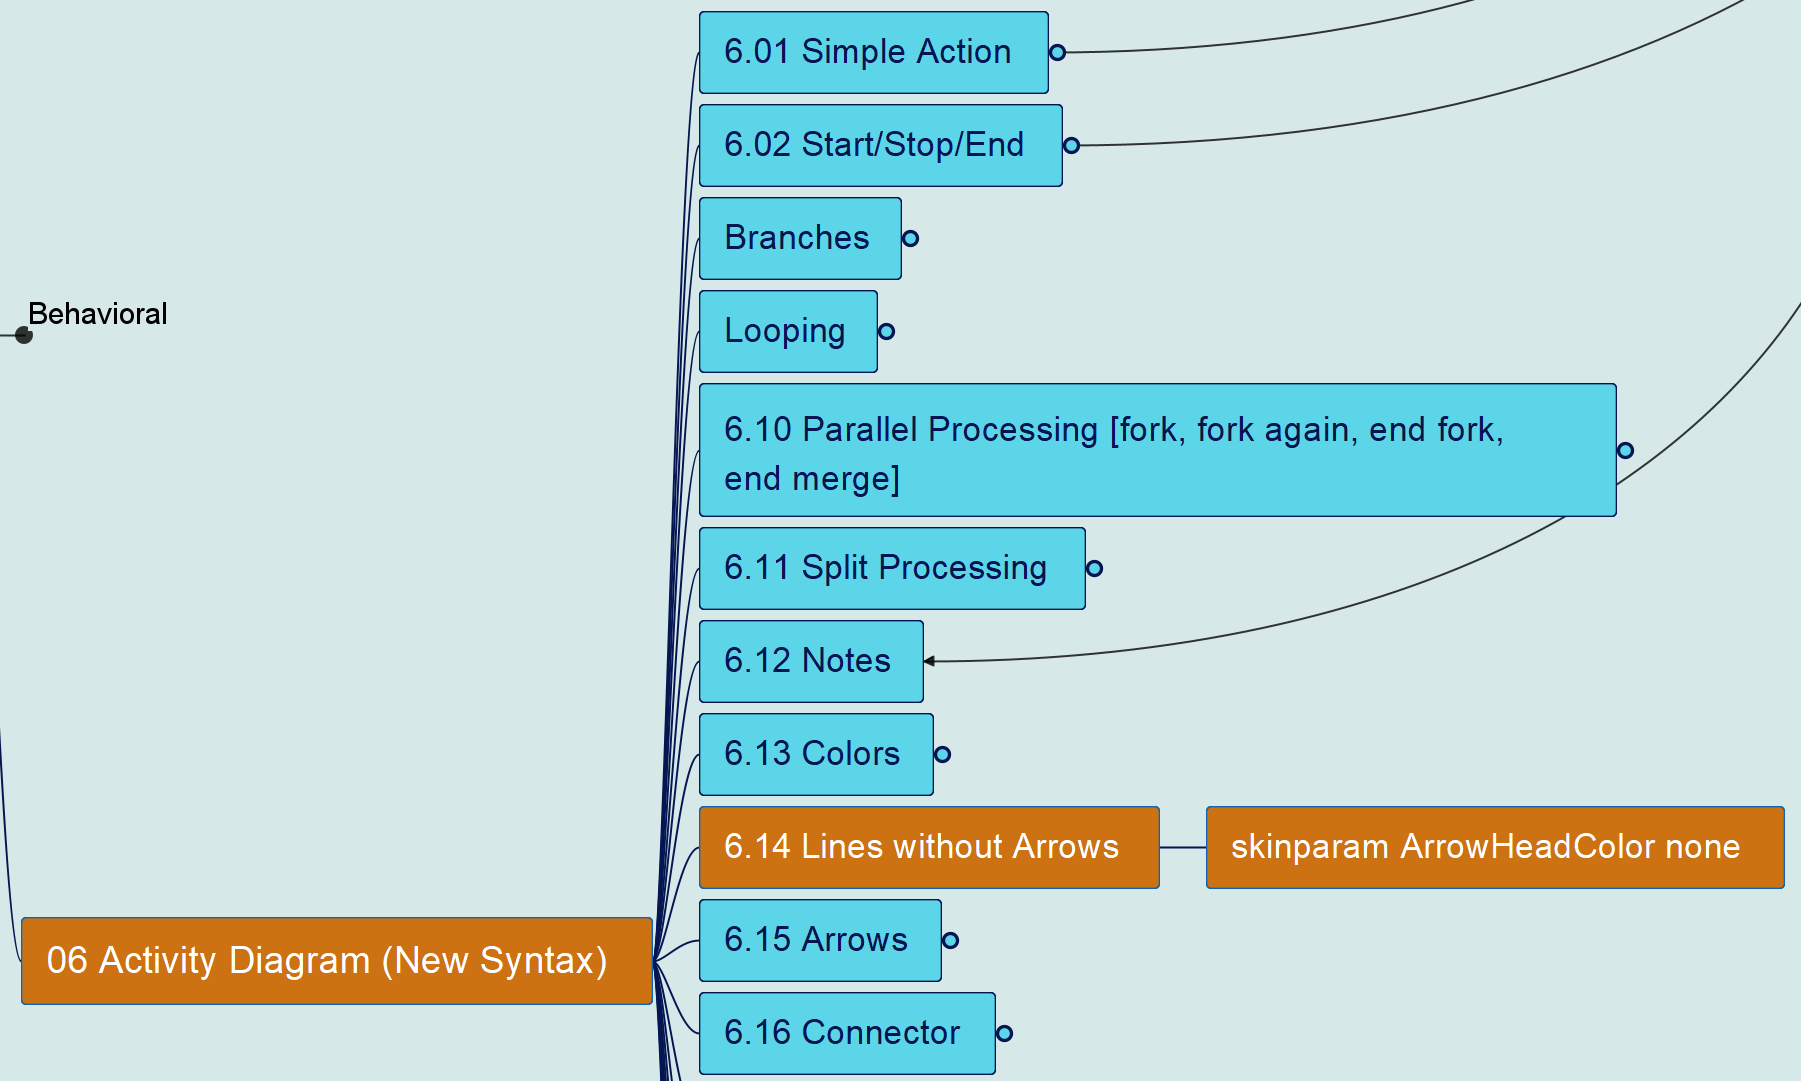 6.01 Simple Action
6.02 Start/Stop/End
Branches
Behavioral
Looping
6.10 Parallel Processing [fork, fork again, end fork,
end merge]
6.11 Split Processing
6.12 Notes
6.13 Colors
6.14 Lines without Arrows
skinparam ArrowHeadColor none
6.15 Arrows
06 Activity Diagram (New Syntax)
6.16 Connector